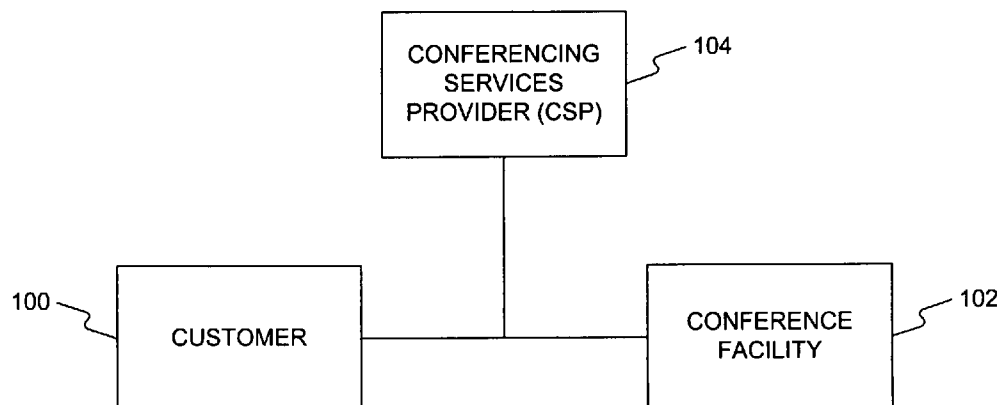 CONFERENCING
SERVICES
PROVIDER (CSP)
104
100
CUSTOMER
CONFERENCE
FACILITY
102